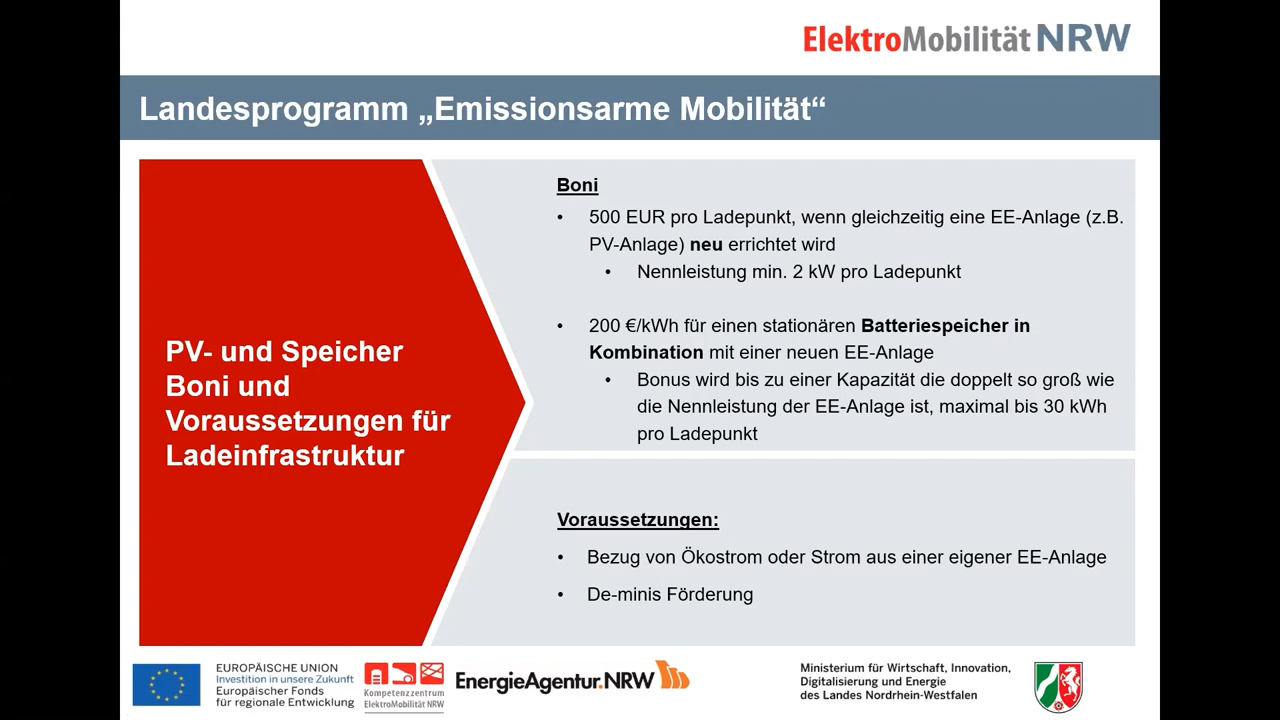 ElektroMobilität NRW
Landesprogramm „Emissionsarme Mobilität“
PV- und Speicher
Boni und
Voraussetzungen für
Ladeinfrastruktur
Boni
• 500 EUR pro Ladepunkt, wenn gleichzeitig eine EE-Anlage (z.B.
PV-Anlage) neu errichtet wird
• Nennleistung min. 2 kW pro Ladepunkt
• 200 €/kWh für einen stationären Batteriespeicher in
Kombination mit einer neuen EE-Anlage
• Bonus wird bis zu einer Kapazität die doppelt so groß wie
die Nennleistung der EE-Anlage ist, maximal bis 30 kWh
pro Ladepunkt
Voraussetzungen:
• Bezug von Ökostrom oder Strom aus einer eigener EE-Anlage
• De-minis Förderung
EUROPÄISCHE UNION
Investition in unsere Zukunft
Europäischer Fonds
für regionale Entwicklung
Kompetenzzentrum
ElektroMobilität NRW
EnergieAgentur.NRW
Ministerium für Wirtschaft, Innovation,
Digitalisierung und Energie
des Landes Nordrhein-Westfalen